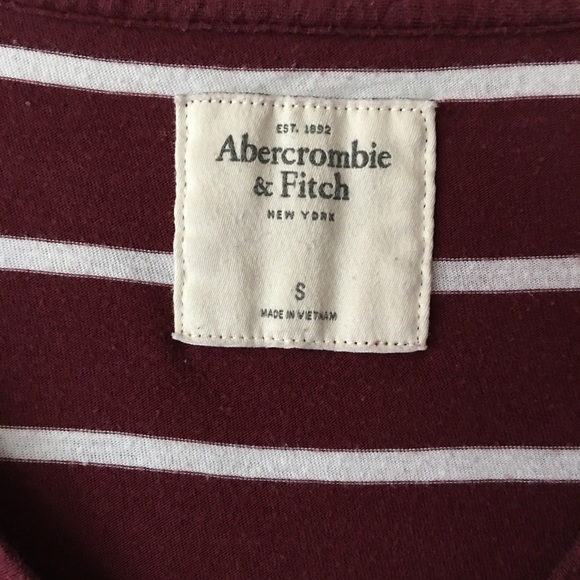 EST. 1892
Abercrombie
& Fitch
NEW YORK
S
MADE IN VIETNAM